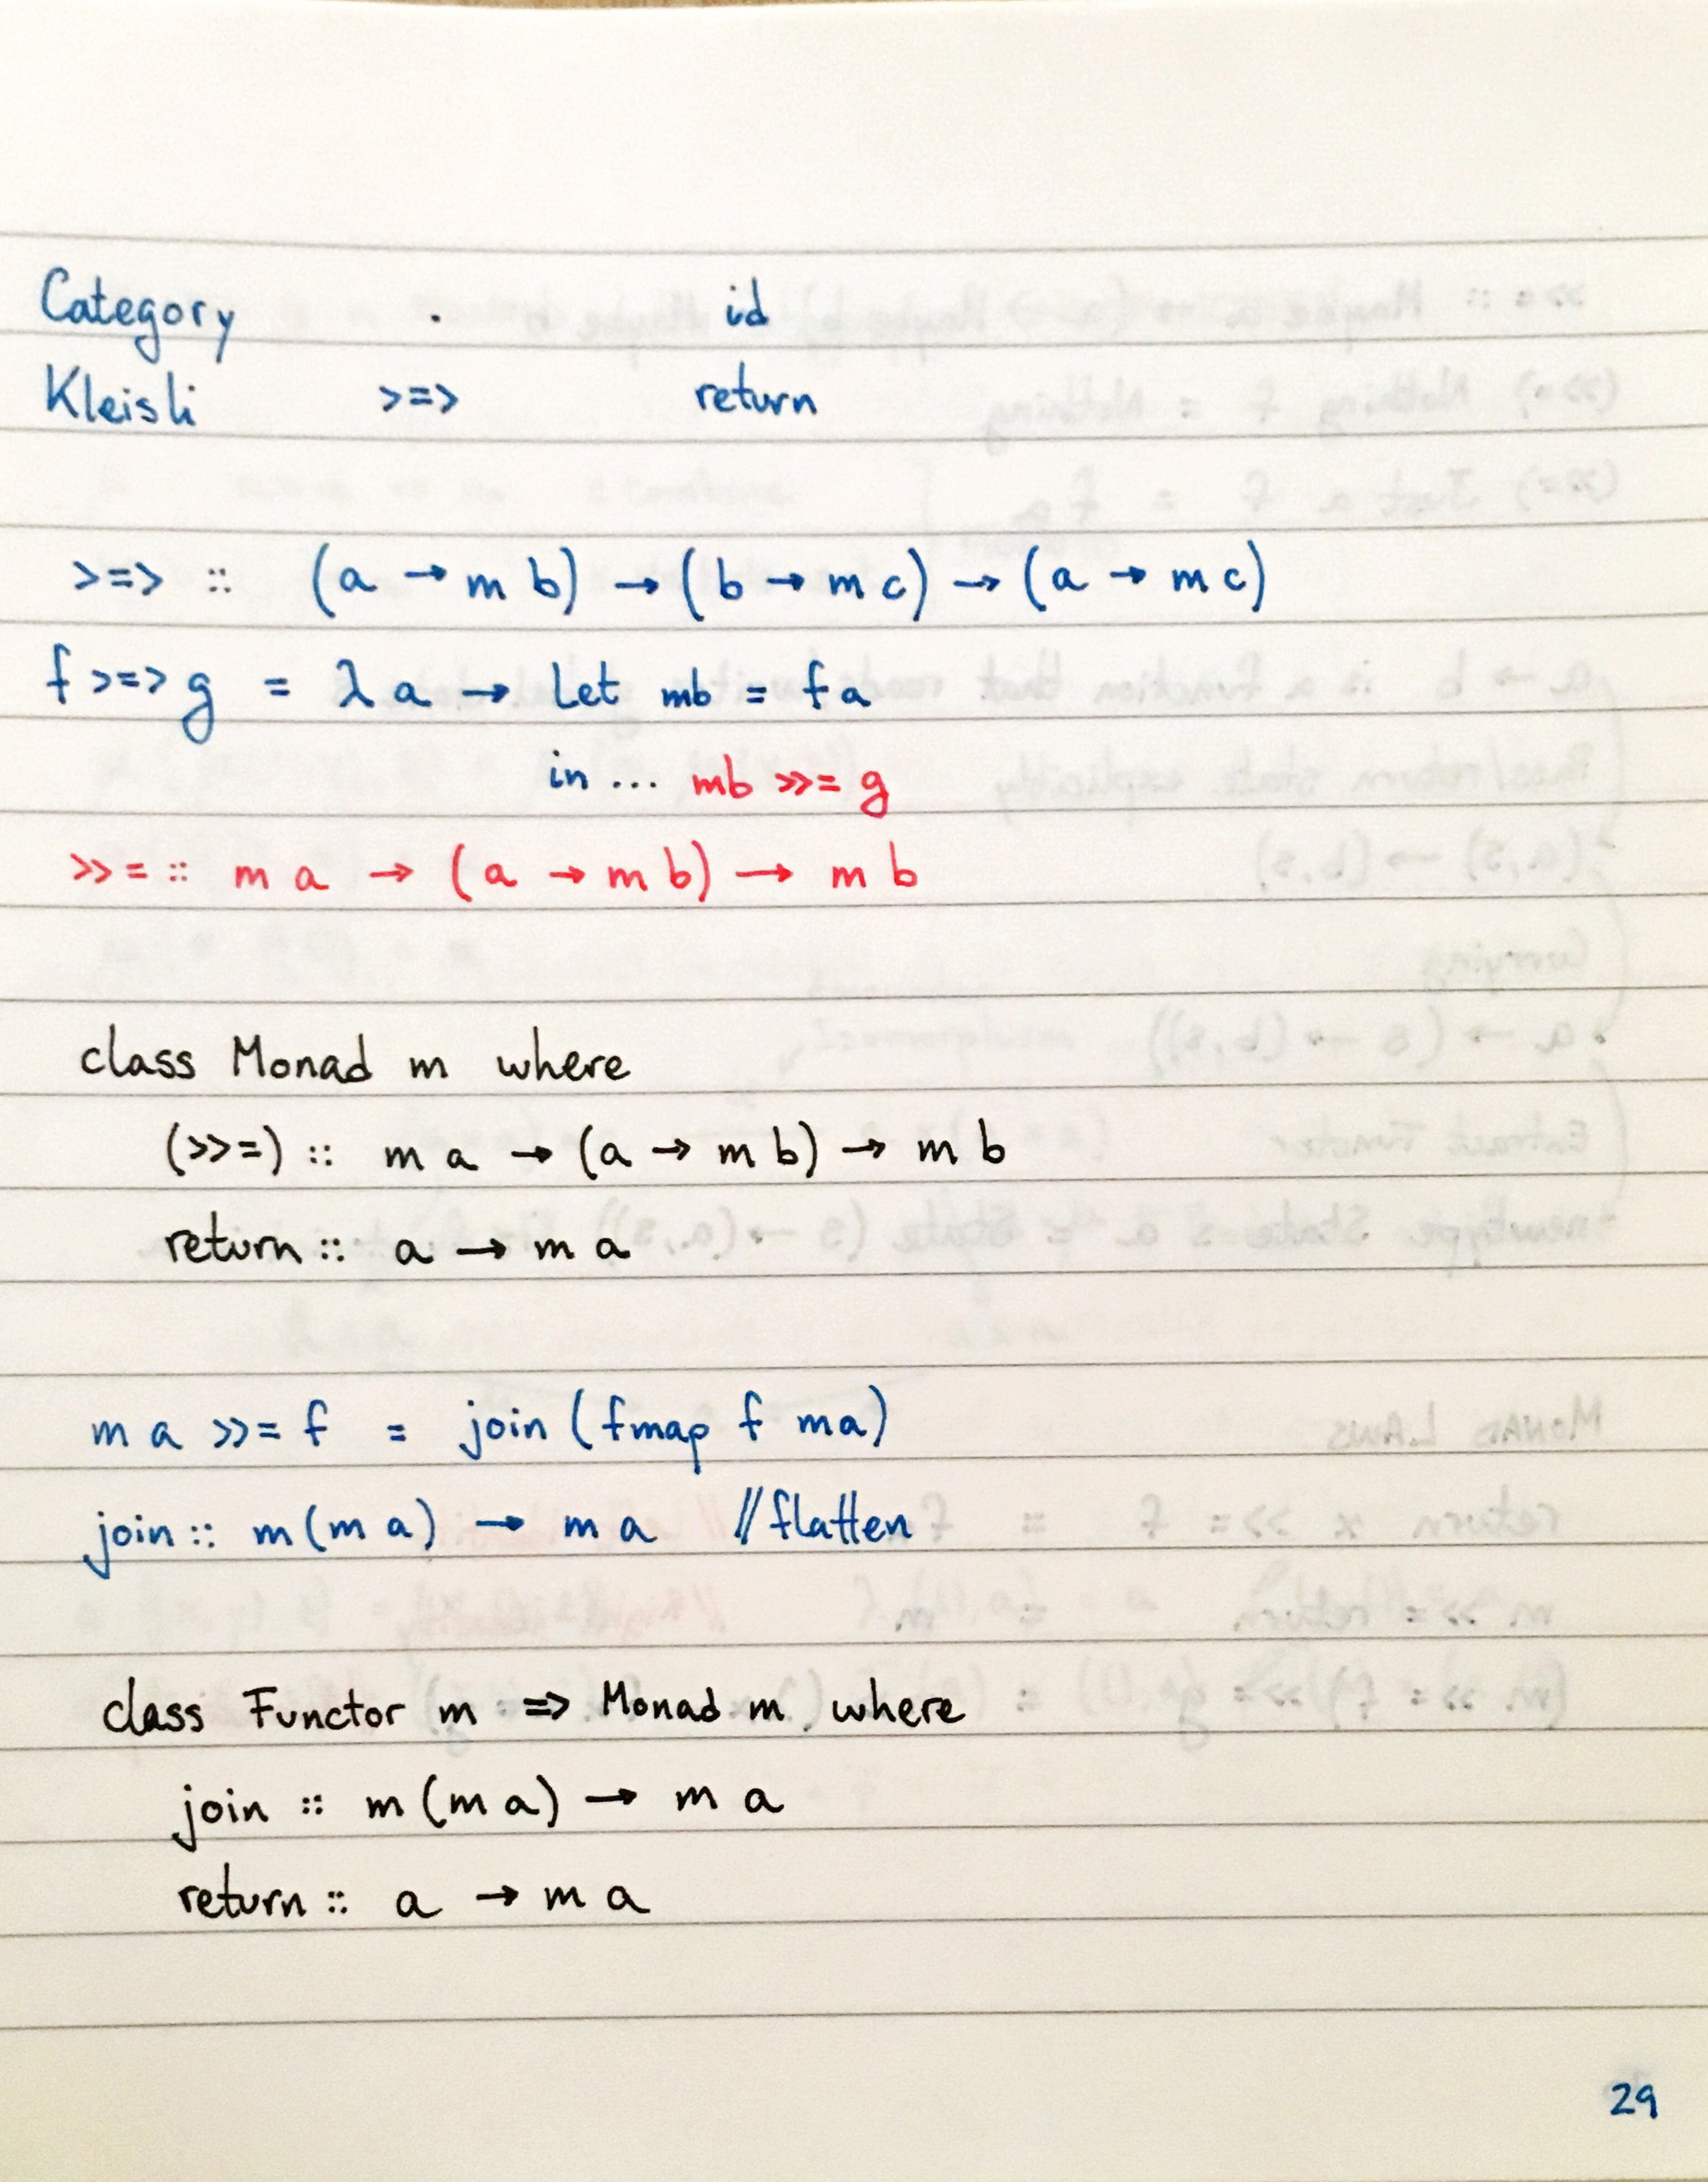 Category . id
Kleisli >=> return
>=> :: (a → m b) → (b → m c) → (a → m c)
f >=> g = λ a → let mb = f a
in ... mb >>= g
>>= :: m a → (a → m b) → m b
class Monad m where
(>>=) :: m a → (a → m b) → m b
return :: a → m a
m a >>= f = join (fmap f ma)
join :: m (m a) → m a //flatten
class Functor m => Monad m where
join :: m (m a) → m a
return :: a → m a
29